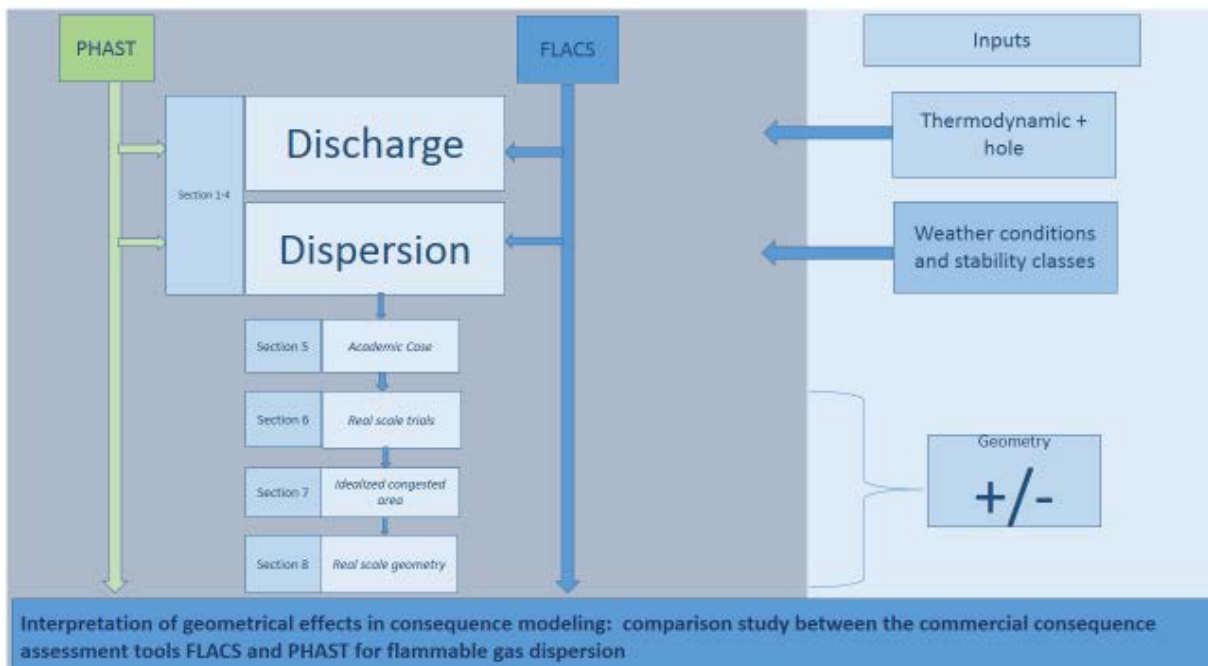 PHAST
FLACS
Inputs
Section 1-4
Discharge
Dispersion
Thermodynamic +
hole
Weather conditions
and stability classes
Section 5
Academic Case
Section 6
Real scale trials
Section 7
Idealized congested
area
Section 8
Real scale geometry
Geometry
+/-
Interpretation of geometrical effects in consequence modeling: comparison study between the commercial consequence
assessment tools FLACS and PHAST for flammable gas dispersion